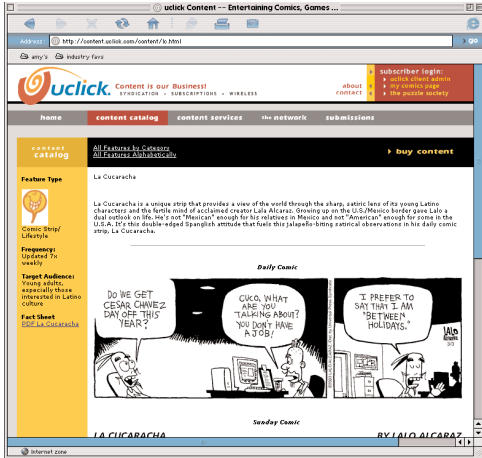 uclick Content -- Entertaining Comics, Games ...
Address: http://content.uclick.com/content/lc.html
go
amy's industry favs
uclick.
Content is our Business!
SYNDICATION • SUBSCRIPTIONS • WIRELESS
about
contact
subscriber login:
uclick client admin
my comics page
the puzzle society
home content catalog content services the network submissions
content
catalog
All Features by Category
All Features Alphabetically
buy content
Feature Type
Comic Strip/
Lifestyle
Frequency:
Updated 7x
weekly
Target Audience:
Young adults,
especially those
interested in Latino
culture
Fact Sheet
PDF La Cucaracha
La Cucaracha
La Cucaracha is a unique strip that provides a view of the world through the sharp, satiric lens of its young Latino
characters and the fertile mind of acclaimed creator Lala Alcaraz. Growing up on the U.S./Mexico border gave Lalo a
dual outlook on life. He's not "Mexican" enough for his relatives in Mexico and not "American" enough for some in the
U.S.A. It's this double-edged Spanglish attitude that fuels this jalapeño-biting satirical observations in his daily comic
strip, La Cucaracha.
Daily Comic
DO WE GET
CESAR CHAVEZ
DAY OFF THIS
YEAR?
CUCO, WHAT
ARE YOU
TALKING ABOUT?
YOU DON'T HAVE
A JOB!
I PREFER TO
SAY THAT I AM
"BETWEEN
HOLIDAYS."
LALO
ALCARAZ
Sunday Comic
LA CUCARACHA BY LALO ALCARAZ
Internet zone